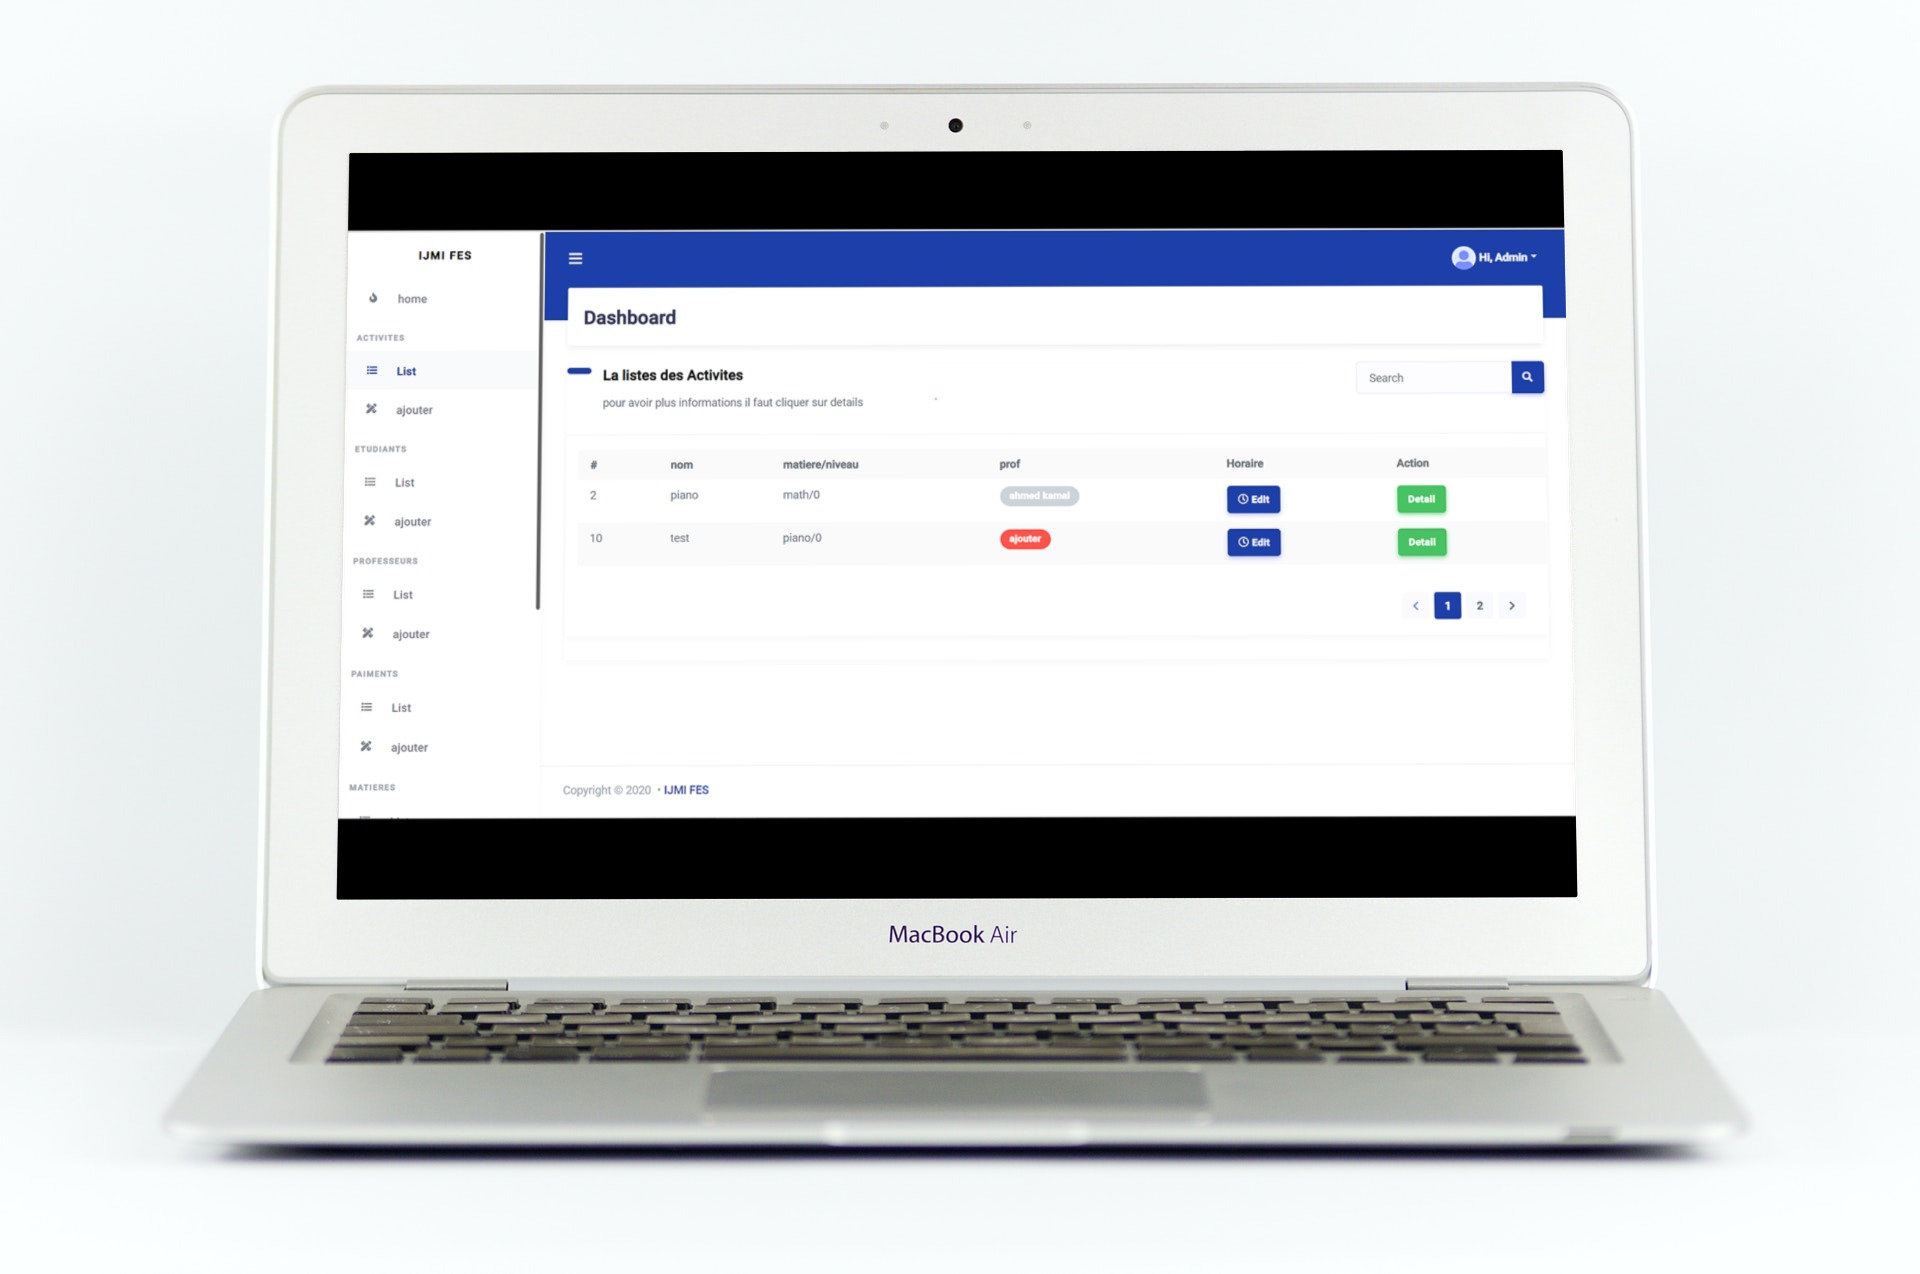 IJMI FES
home
ACTIVITES
List
ajouter
ETUDIANTS
List
ajouter
PROFESSEURS
List
ajouter
PAIMENTS
List
ajouter
MATIERES
Hi, Admin
Dashboard
La listes des Activites
pour avoir plus informations il faut cliquer sur details
Search
# nom matiere/niveau prof Horaire Action
2 piano math/0 ahmed kamal Edit Detail
10 test piano/0 ajouter Edit Detail
< 1 2 >
Copyright © 2020 • IJMI FES
MacBook Air